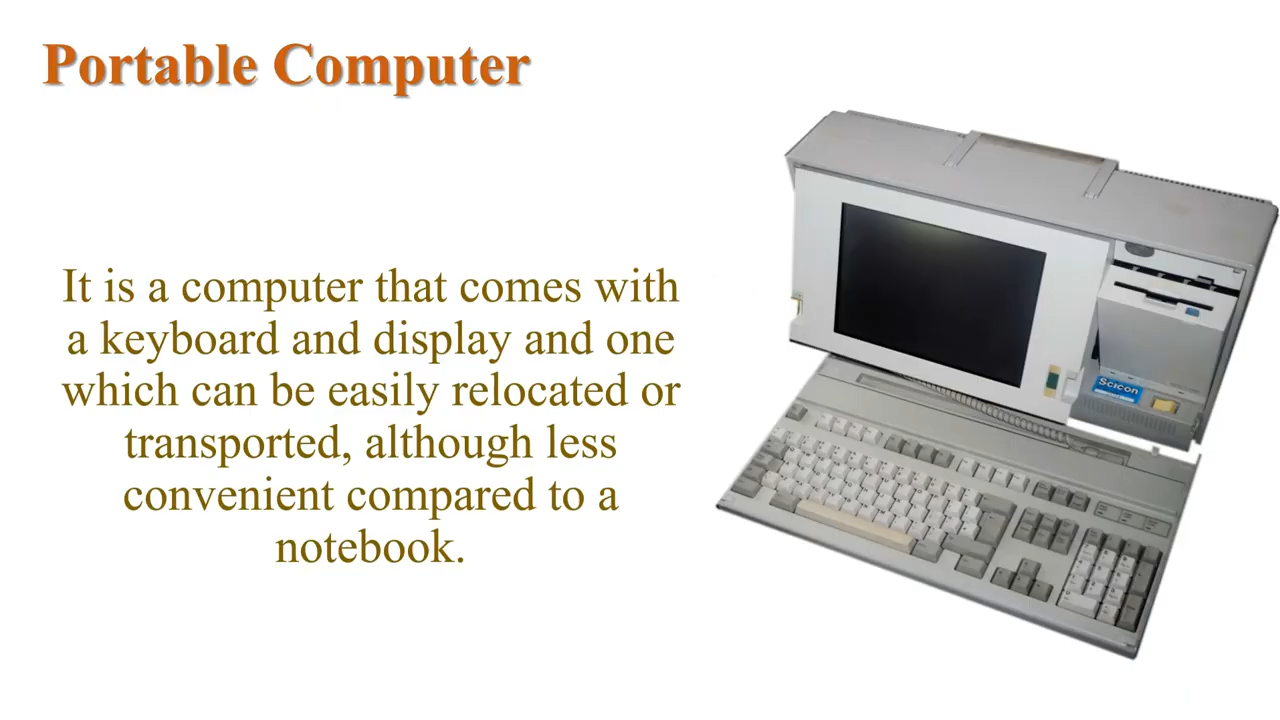 Portable Computer
It is a computer that comes with
a keyboard and display and one
which can be easily relocated or
transported, although less
convenient compared to a
notebook.
Scicon